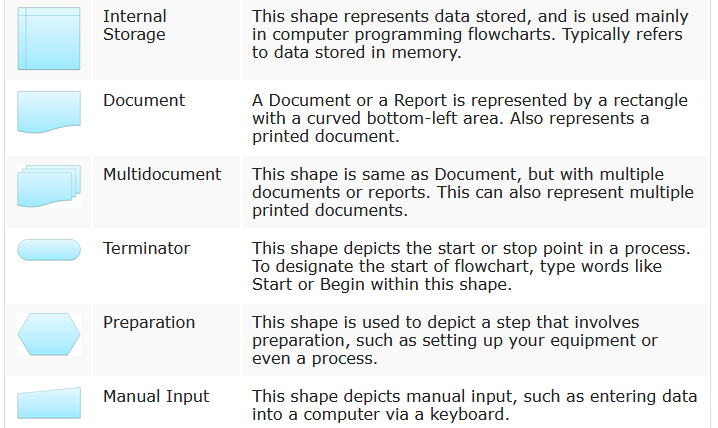 Internal
Storage
This shape represents data stored, and is used mainly
in computer programming flowcharts. Typically refers
to data stored in memory.
Document
A Document or a Report is represented by a rectangle
with a curved bottom-left area. Also represents a
printed document.
Multidocument
This shape is same as Document, but with multiple
documents or reports. This can also represent multiple
printed documents.
Terminator
This shape depicts the start or stop point in a process.
To designate the start of flowchart, type words like
Start or Begin within this shape.
Preparation
This shape is used to depict a step that involves
preparation, such as setting up your equipment or
even a process.
Manual Input
This shape depicts manual input, such as entering data
into a computer via a keyboard.